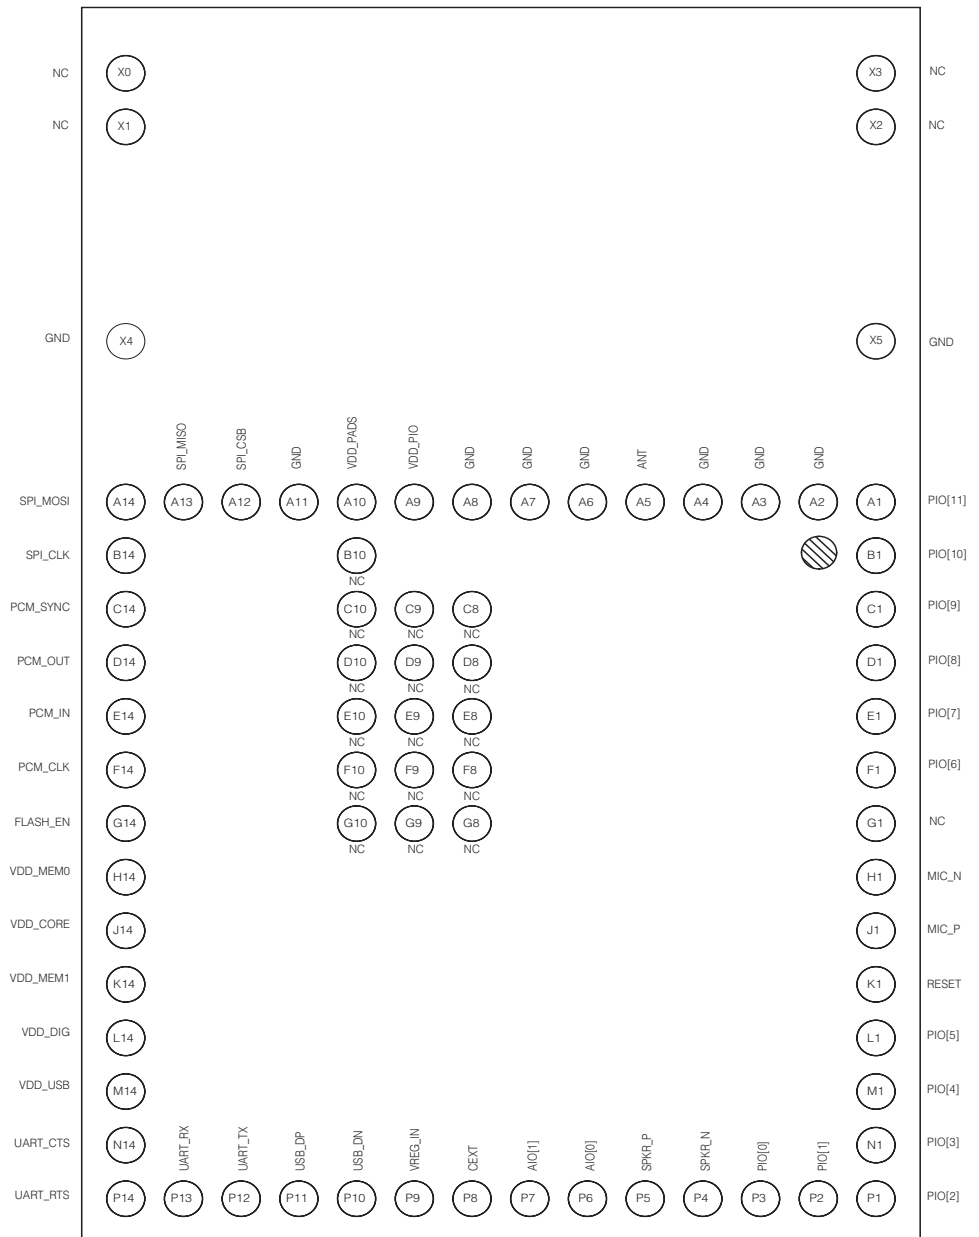 NC X0 X3 NC
NC X1 X2 NC
GND X4 X5 GND
SPI_MISO SPI_CSB GND VDD_PADS VDD_PIO GND GND GND ANT GND GND GND
SPI_MOSI A14 A13 A12 A11 A10 A9 A8 A7 A6 A5 A4 A3 A2 A1 PIO[11]
SPI_CLK B14 B10 B1 PIO[10]
NC
PCM_SYNC C14 C10 C9 C8 C1 PIO[9]
NC NC NC
PCM_OUT D14 D10 D9 D8 D1 PIO[8]
NC NC NC
PCM_IN E14 E10 E9 E8 E1 PIO[7]
NC NC NC
PCM_CLK F14 F10 F9 F8 F1 PIO[6]
NC NC NC
FLASH_EN G14 G10 G9 G8 G1 NC
NC NC NC
VDD_MEM0 H14 H1 MIC_N
VDD_CORE J14 J1 MIC_P
VDD_MEM1 K14 K1 RESET
VDD_DIG L14 L1 PIO[5]
VDD_USB M14 M1 PIO[4]
UART_CTS N14 N1 PIO[3]
UART_RX UART_TX USB_DP USB_DN VREG_IN CEXT AIO[1] AIO[0] SPKR_P SPKR_N PIO[0] PIO[1]
UART_RTS P14 P13 P12 P11 P10 P9 P8 P7 P6 P5 P4 P3 P2 P1 PIO[2]